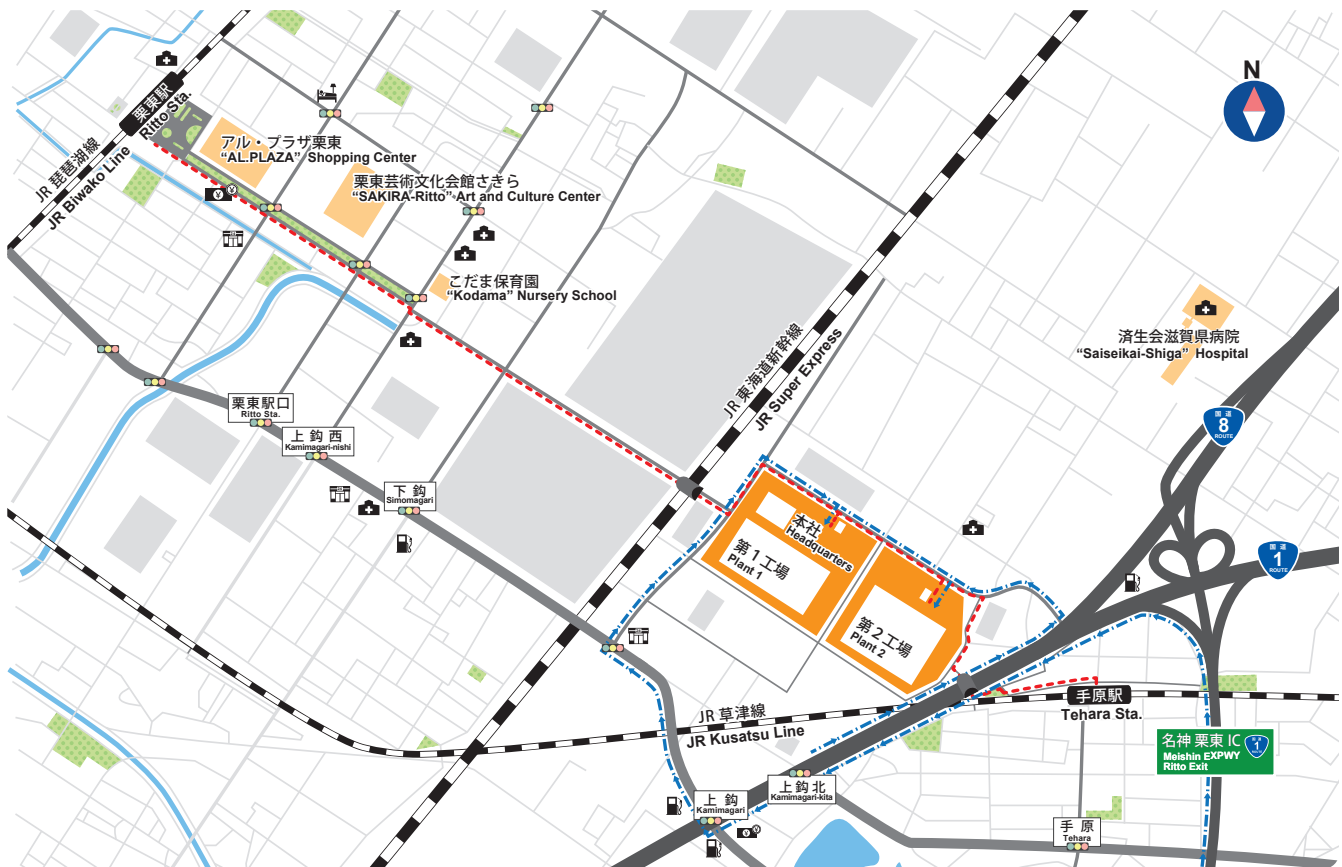 N
栗東駅
Ritto Sta.
JR 琵琶湖線
JR Biwako Line
アル・プラザ栗東
“AL.PLAZA” Shopping Center
栗東芸術文化会館さきら
“SAKIRA-Ritto” Art and Culture Center
こだま保育園
“Kodama” Nursery School
済生会滋賀県病院
“Saiseikai-Shiga” Hospital
JR 東海道新幹線
JR Super Express
栗東駅口
Ritto Sta.
上 鈎 西
Kamimagari-nishi
下 鈎
Simomagari
国 道
8
ROUTE
国 道
1
ROUTE
本社
Headquarters
第1工場
Plant 1
第2工場
Plant 2
手原駅
Tehara Sta.
JR 草津線
JR Kusatsu Line
名神 栗東 IC
Meishin EXPWY
Ritto Exit
国 道
1
ROUTE
上 鈎 北
Kamimagari-kita
上 鈎
Kamimagari
手 原
Tehara